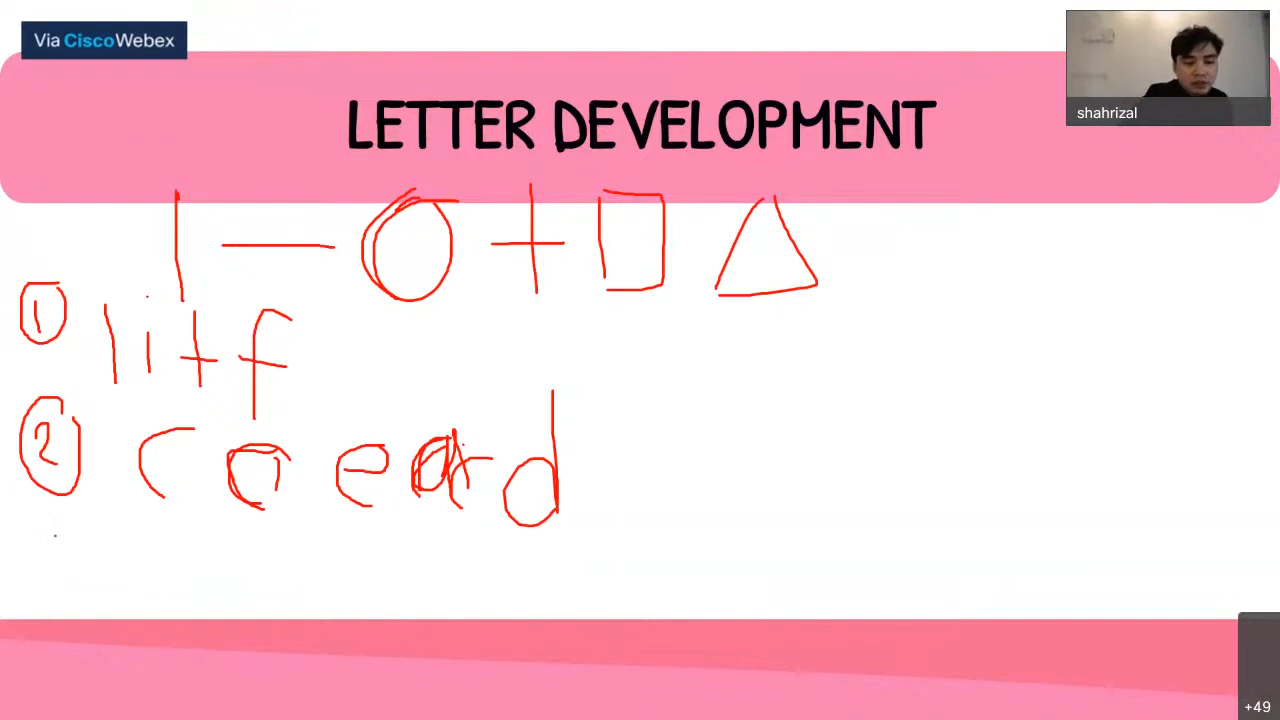 Via CiscoWebex
shahrizal
LETTER DEVELOPMENT
1 l i t f
2 c o e a d
+49